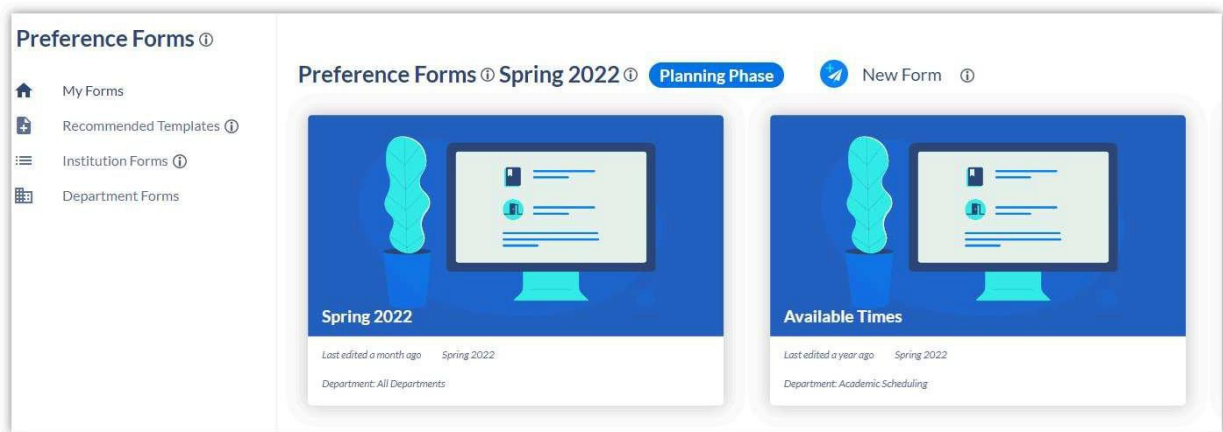 Preference Forms
My Forms
Recommended Templates
Institution Forms
Department Forms
Preference Forms Spring 2022 Planning Phase New Form
Spring 2022
Last edited a month ago Spring 2022
Department: All Departments
Available Times
Last edited a year ago Spring 2022
Department: Academic Scheduling